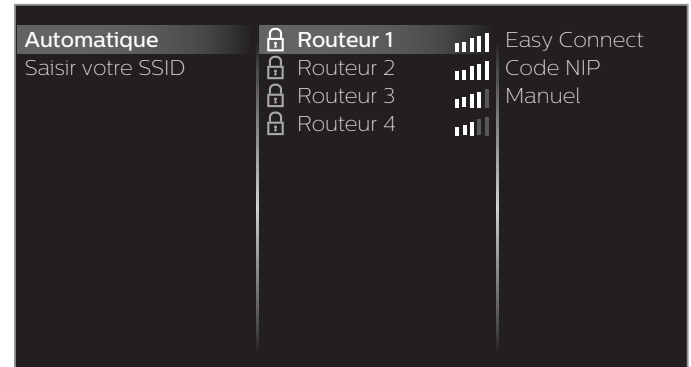 Automatique
Saisir votre SSID
Routeur 1
Routeur 2
Routeur 3
Routeur 4
Easy Connect
Code NIP
Manuel